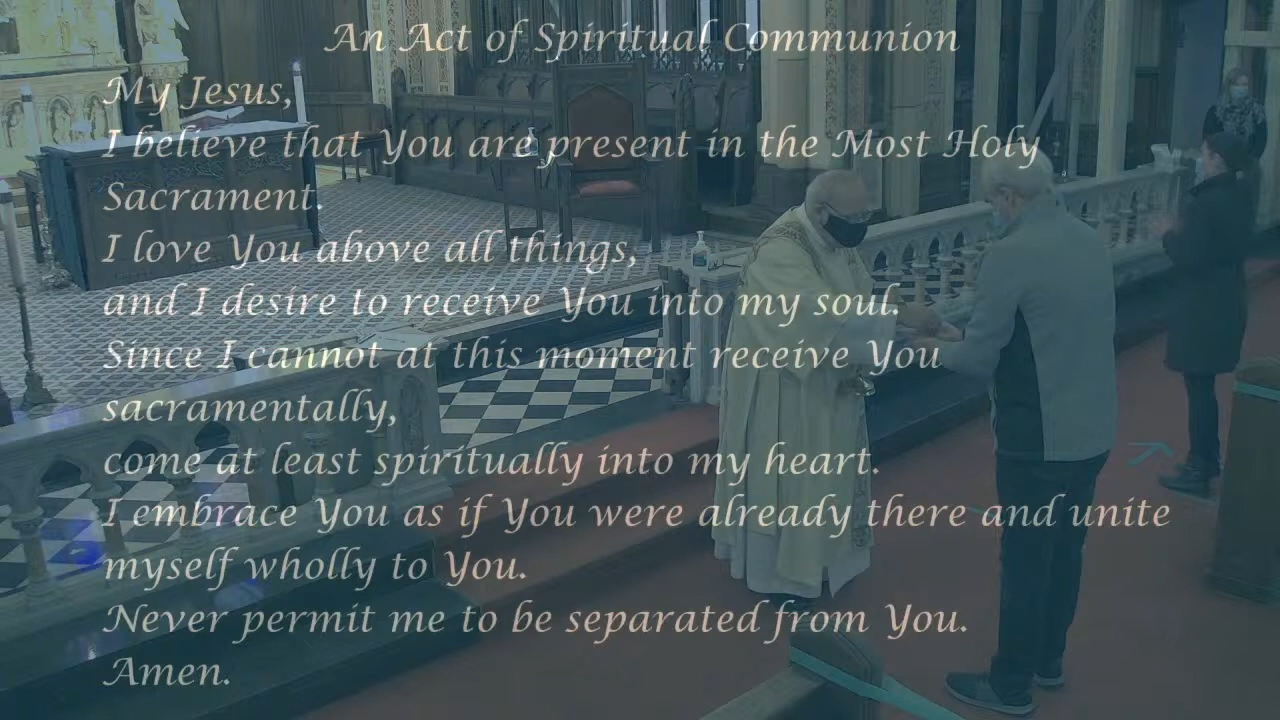 An Act of Spiritual Communion
My Jesus,
I believe that You are present in the Most Holy
Sacrament.
I love You above all things,
and I desire to receive You into my soul.
Since I cannot at this moment receive You
sacramentally,
come at least spiritually into my heart.
I embrace You as if You were already there and unite
myself wholly to You.
Never permit me to be separated from You.
Amen.